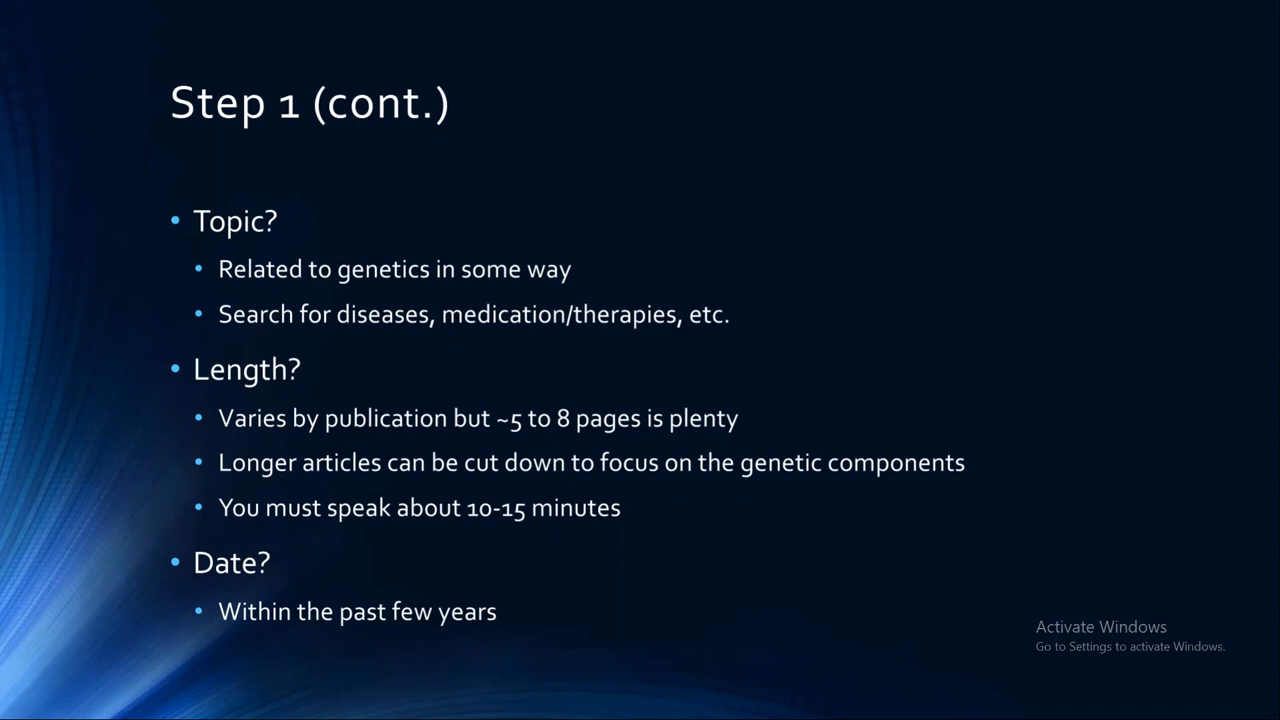 Step 1 (cont.)
• Topic?
• Related to genetics in some way
• Search for diseases, medication/therapies, etc.
• Length?
• Varies by publication but ~5 to 8 pages is plenty
• Longer articles can be cut down to focus on the genetic components
• You must speak about 10-15 minutes
• Date?
• Within the past few years
Activate Windows
Go to Settings to activate Windows.